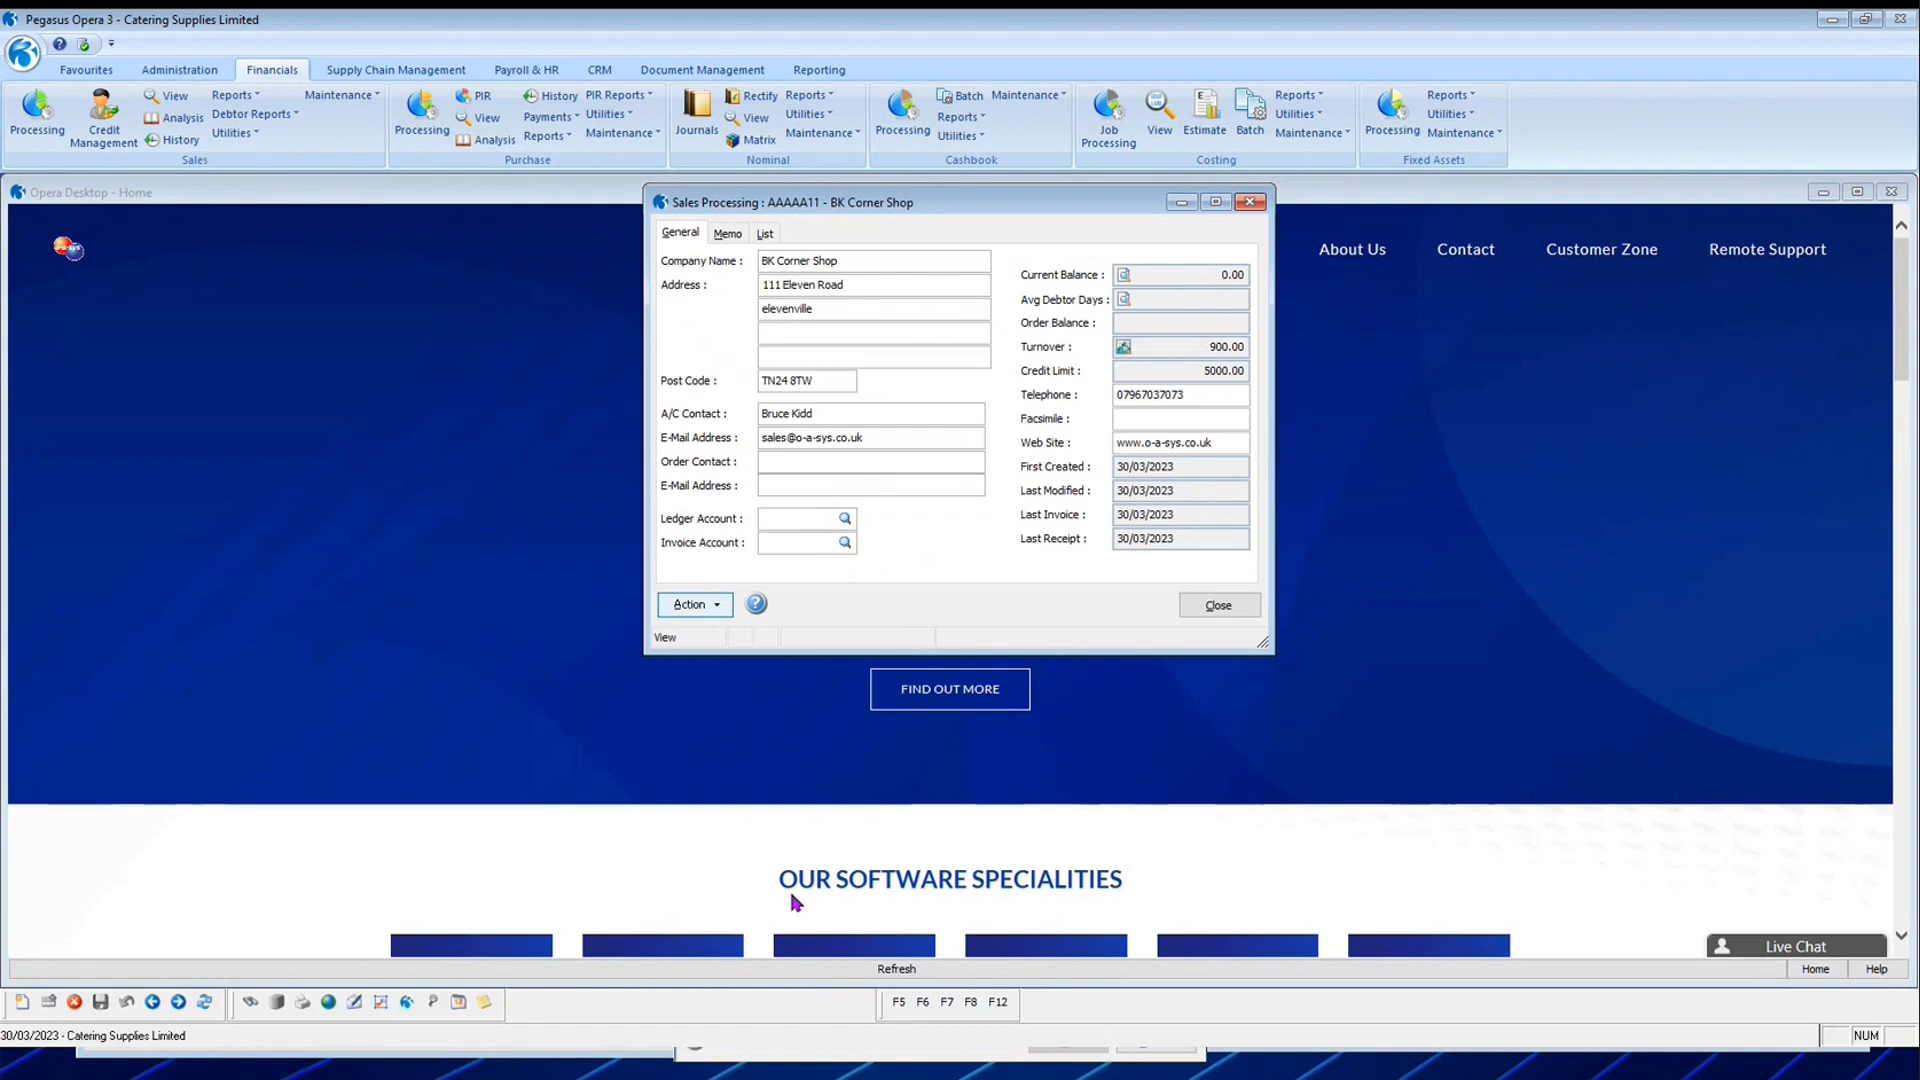 Pegasus Opera 3 - Catering Supplies Limited
Favourites Administration Financials Supply Chain Management Payroll & HR CRM Document Management Reporting
Processing
Credit Management
View
Analysis
History
Reports
Debtor Reports
Utilities
Maintenance
Sales
Processing
PIR
View
Analysis
History
Payments
Reports
PIR Reports
Utilities
Maintenance
Purchase
Journals
Rectify
View
Matrix
Reports
Utilities
Maintenance
Nominal
Processing
Batch
Reports
Utilities
Maintenance
Cashbook
Job
Processing
View
Estimate
Batch
Reports
Utilities
Maintenance
Costing
Processing
Reports
Utilities
Maintenance
Fixed Assets
Opera Desktop - Home
About Us Contact Customer Zone Remote Support
Sales Processing : AAAAA11 - BK Corner Shop
General Memo List
Company Name : BK Corner Shop
Address : 111 Eleven Road
elevenville
Post Code : TN24 8TW
A/C Contact : Bruce Kidd
E-Mail Address : sales@o-a-sys.co.uk
Order Contact :
E-Mail Address :
Ledger Account :
Invoice Account :
Current Balance : 0.00
Avg Debtor Days :
Order Balance :
Turnover : 900.00
Credit Limit : 5000.00
Telephone : 07967037073
Facsimile :
Web Site : www.o-a-sys.co.uk
First Created : 30/03/2023
Last Modified : 30/03/2023
Last Invoice : 30/03/2023
Last Receipt : 30/03/2023
Action
Close
View
FIND OUT MORE
OUR SOFTWARE SPECIALITIES
Live Chat
Refresh
Home Help
F5 F6 F7 F8 F12
30/03/2023 - Catering Supplies Limited
NUM